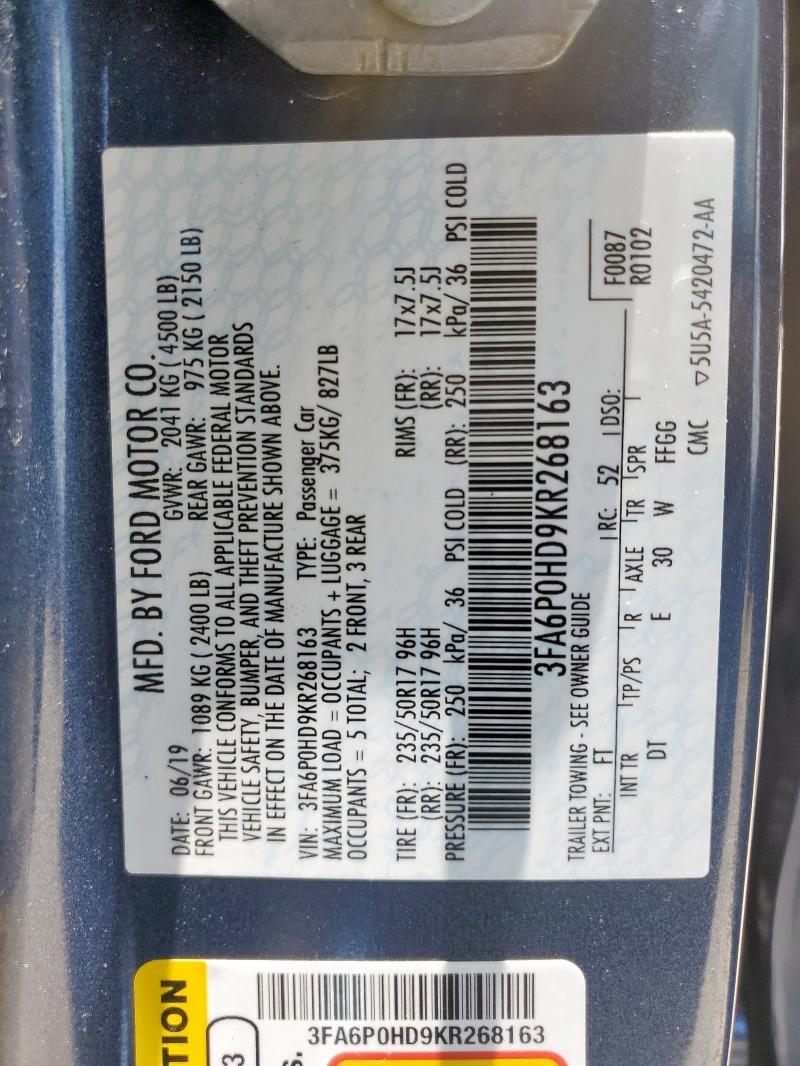 MFD. BY FORD MOTOR CO.
DATE: 06/19 GVWR: 2041 KG ( 4500 LB)
FRONT GAWR: 1089 KG ( 2400 LB) REAR GAWR: 975 KG ( 2150 LB)
THIS VEHICLE CONFORMS TO ALL APPLICABLE FEDERAL MOTOR
VEHICLE SAFETY, BUMPER, AND THEFT PREVENTION STANDARDS
IN EFFECT ON THE DATE OF MANUFACTURE SHOWN ABOVE.
VIN: 3FA6P0HD9KR268163 TYPE: Passenger Car
MAXIMUM LOAD = OCCUPANTS + LUGGAGE = 375KG/ 827LB
OCCUPANTS = 5 TOTAL, 2 FRONT, 3 REAR
TIRE (FR): 235/50R17 96H RIMS (FR): 17x7.5J
(RR): 235/50R17 96H (RR): 17x7.5J
PRESSURE (FR): 250 kPa/ 36 PSI COLD (RR): 250 kPa/ 36 PSI COLD
3FA6P0HD9KR268163
TRAILER TOWING - SEE OWNER GUIDE
EXT PNT: FT RC: 52 DSO: F0087
R0102
INT TR TP/PS R AXLE TR SPR
DT E 30 W FFGG
CMC ▽5U5A-5420472-AA
TION
3
3FA6P0HD9KR268163
s.